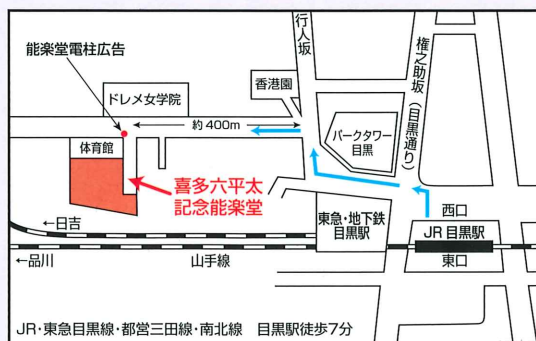 能楽堂電柱広告
ドレメ女学院
香港園
行人坂
権之助坂（目黒通り）
約400m
パークタワー
目黒
体育館
喜多六平太
記念能楽堂
←日吉
東急・地下鉄
目黒駅
西口
JR 目黒駅
東口
←品川
山手線
JR・東急目黒線・都営三田線・南北線　目黒駅徒歩7分